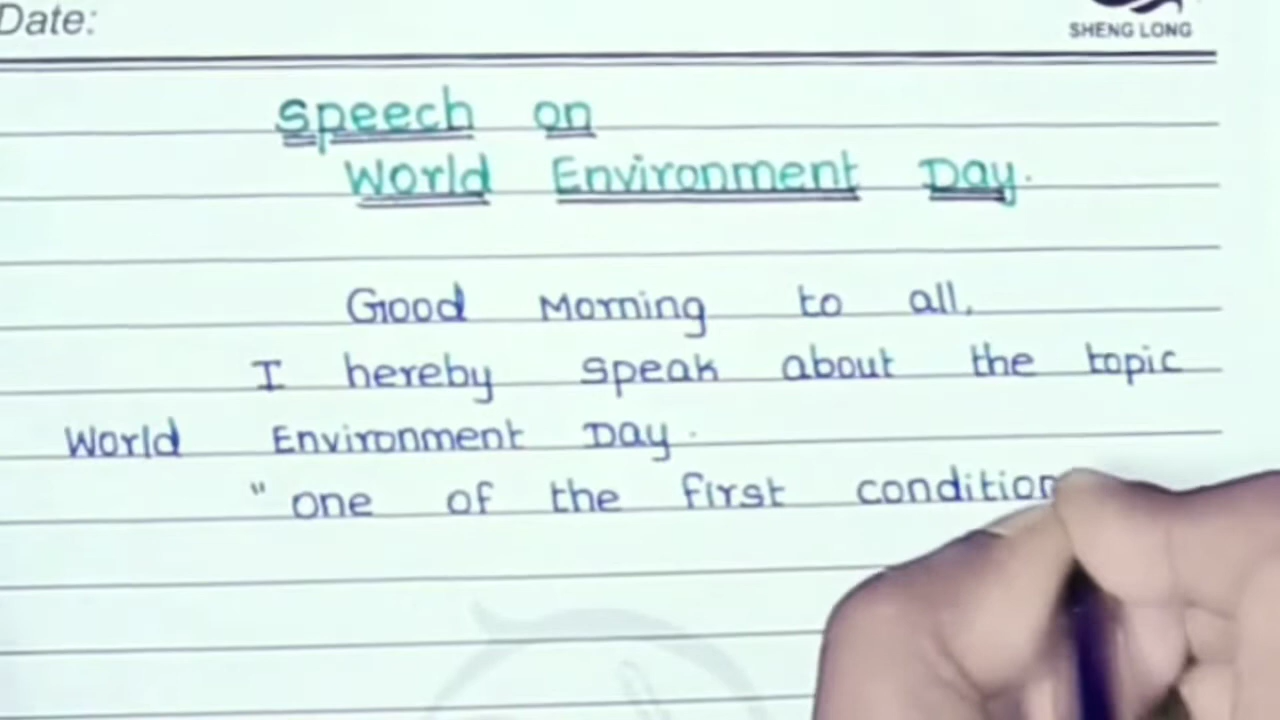 Date:
SHENG LONG
Speech on
World Environment Day.
Good Morning to all.
I hereby speak about the topic
World Environment Day.
" one of the first condition